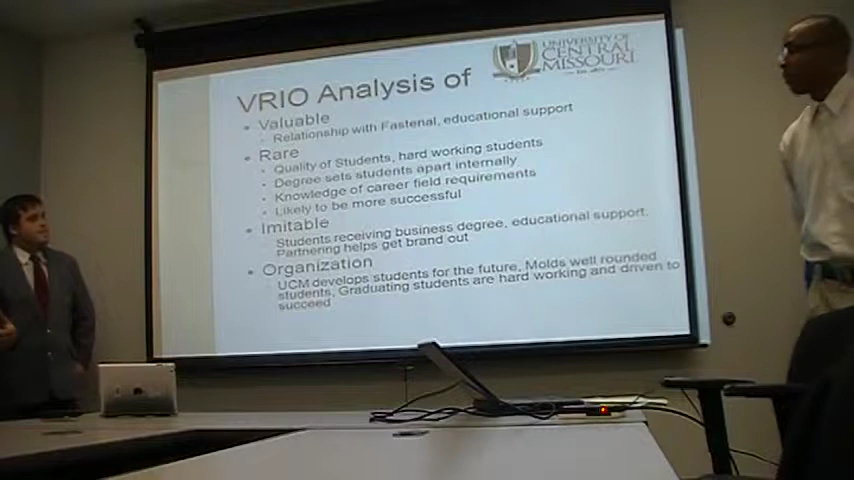 UNIVERSITY OF
CENTRAL
MISSOURI
VRIO Analysis of
Valuable
Relationship with Fastenal, educational support
Rare
Quality of Students, hard working students
Degree sets students apart internally
Knowledge of career field requirements
Likely to be more successful
Imitable
Students receiving business degree, educational support.
Partnering helps get brand out
Organization
UCM develops students for the future, Molds well rounded
students, Graduating students are hard working and driven to
succeed